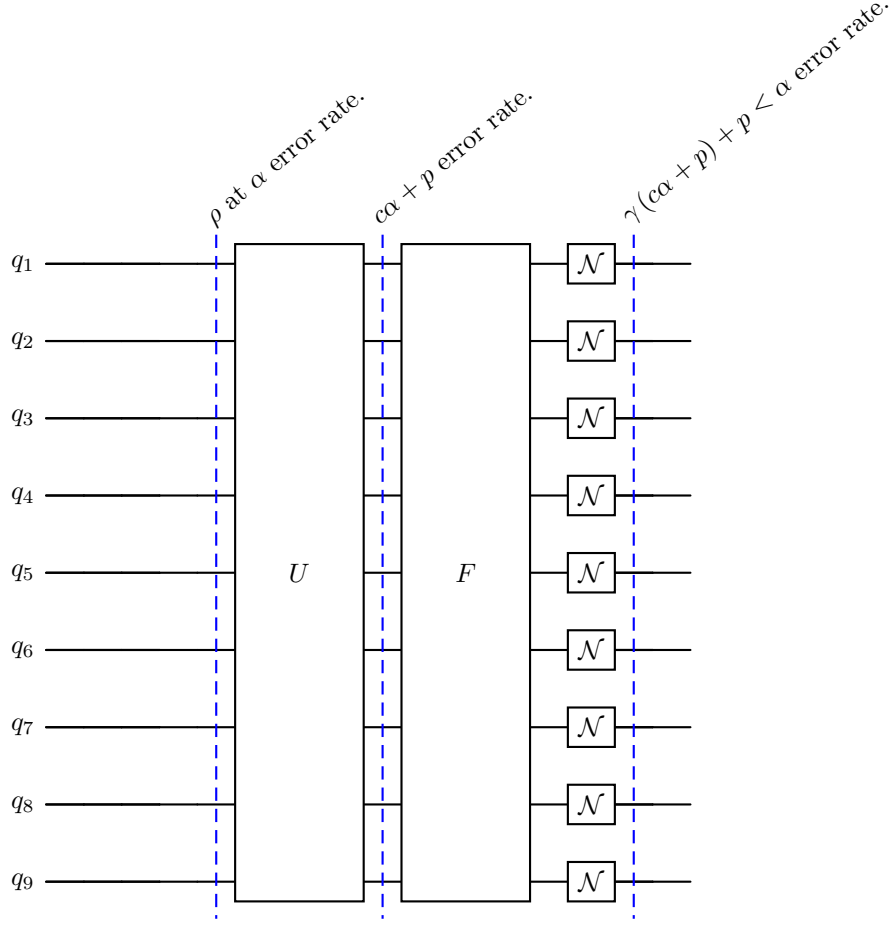 ρ at α error rate.
cα + p error rate.
γ (cα + p) + p < α error rate.
q₁
𝒩
q₂
𝒩
q₃
𝒩
q₄
𝒩
q₅
U
F
𝒩
q₆
𝒩
q₇
𝒩
q₈
𝒩
q₉
𝒩